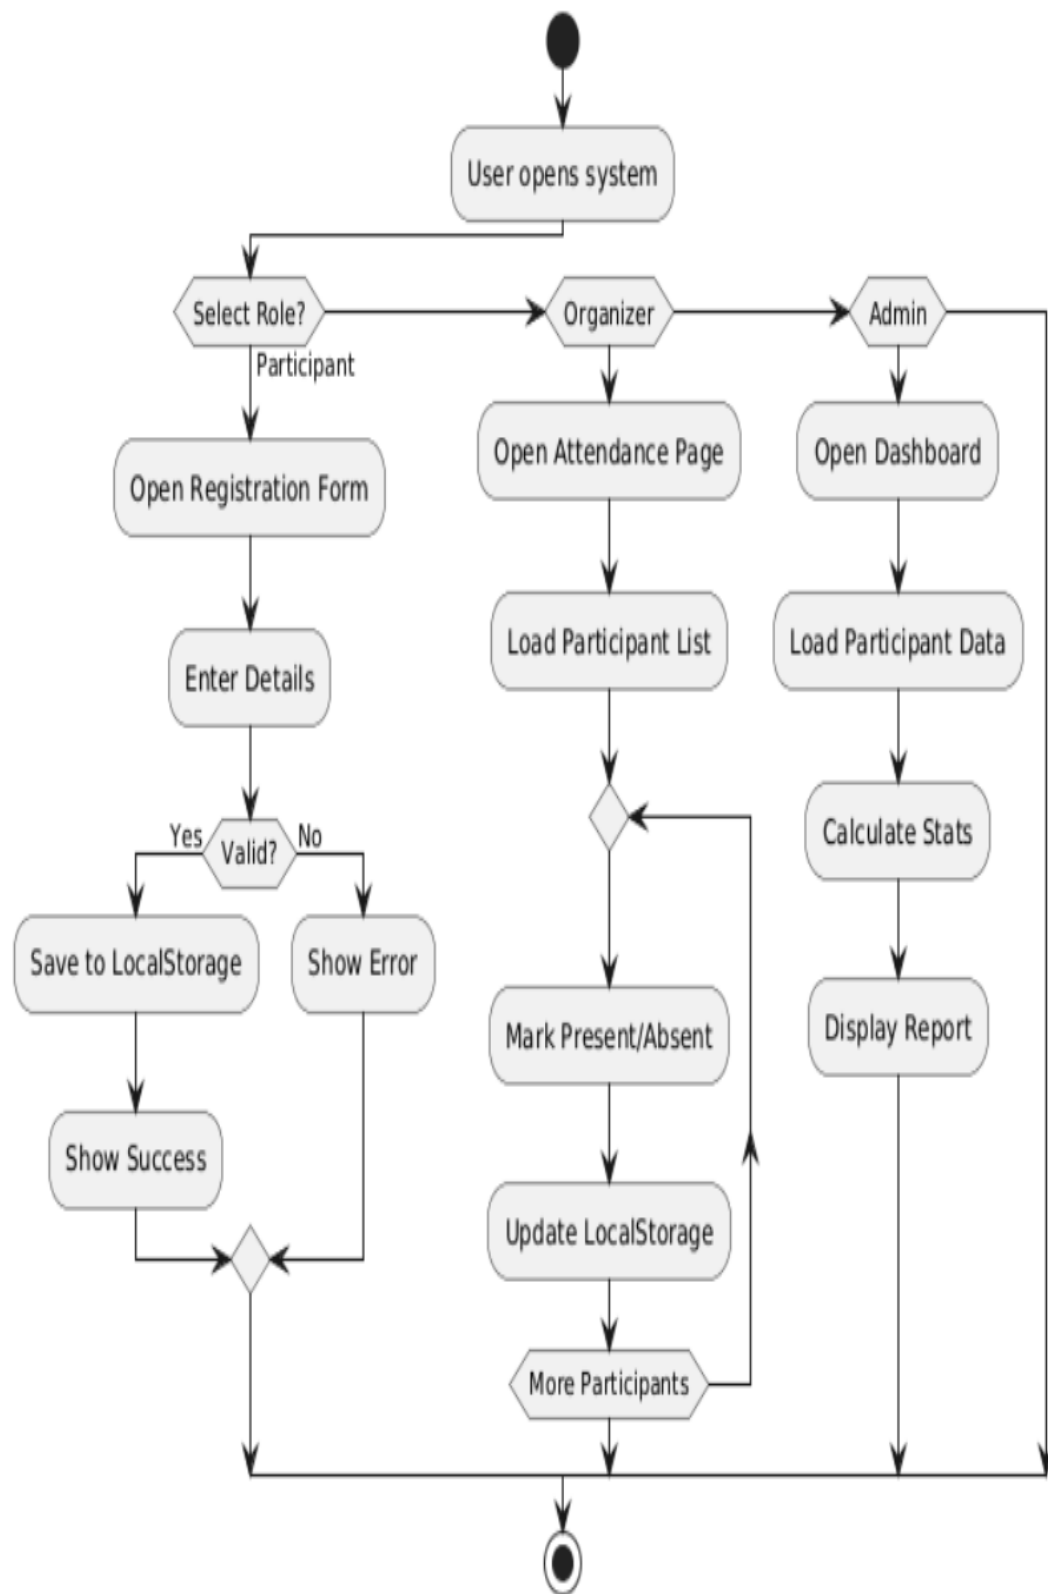 User opens system
Select Role?
Organizer
Admin
Participant
Open Registration Form
Open Attendance Page
Open Dashboard
Enter Details
Load Participant List
Load Participant Data
Yes
Valid?
No
Calculate Stats
Save to LocalStorage
Show Error
Mark Present/Absent
Display Report
Show Success
Update LocalStorage
More Participants